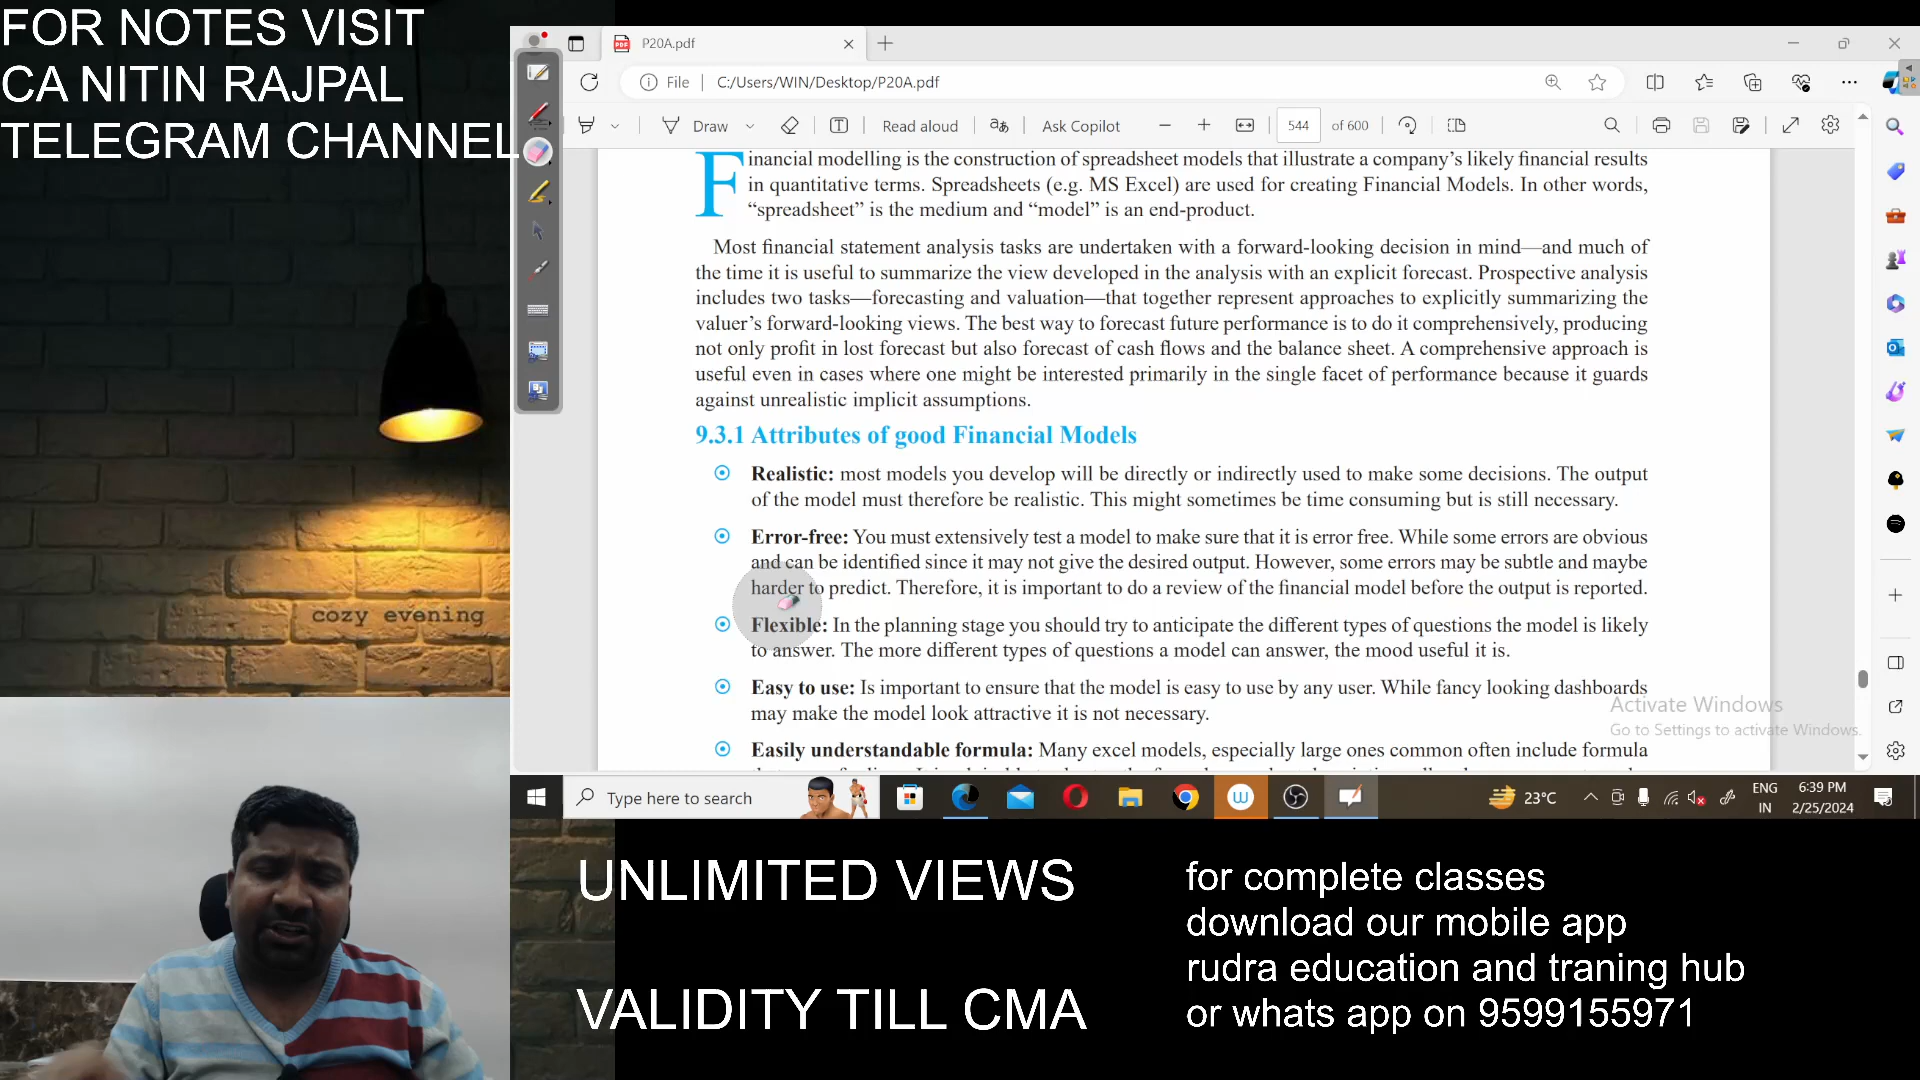 FOR NOTES VISIT
CA NITIN RAJPAL
TELEGRAM CHANNEL
cozy evening
P20A.pdf
File
C:/Users/WIN/Desktop/P20A.pdf
Draw
Read aloud
Ask Copilot
544
of 600
Financial modelling is the construction of spreadsheet models that illustrate a company’s likely financial results
in quantitative terms. Spreadsheets (e.g. MS Excel) are used for creating Financial Models. In other words,
“spreadsheet” is the medium and “model” is an end-product.
Most financial statement analysis tasks are undertaken with a forward-looking decision in mind—and much of
the time it is useful to summarize the view developed in the analysis with an explicit forecast. Prospective analysis
includes two tasks—forecasting and valuation—that together represent approaches to explicitly summarizing the
valuer’s forward-looking views. The best way to forecast future performance is to do it comprehensively, producing
not only profit in lost forecast but also forecast of cash flows and the balance sheet. A comprehensive approach is
useful even in cases where one might be interested primarily in the single facet of performance because it guards
against unrealistic implicit assumptions.
9.3.1 Attributes of good Financial Models
Realistic: most models you develop will be directly or indirectly used to make some decisions. The output
of the model must therefore be realistic. This might sometimes be time consuming but is still necessary.
Error-free: You must extensively test a model to make sure that it is error free. While some errors are obvious
and can be identified since it may not give the desired output. However, some errors may be subtle and maybe
harder to predict. Therefore, it is important to do a review of the financial model before the output is reported.
Flexible: In the planning stage you should try to anticipate the different types of questions the model is likely
to answer. The more different types of questions a model can answer, the mood useful it is.
Easy to use: Is important to ensure that the model is easy to use by any user. While fancy looking dashboards
may make the model look attractive it is not necessary.
Easily understandable formula: Many excel models, especially large ones common often include formula
Activate Windows
Go to Settings to activate Windows.
Type here to search
23°C
ENG
IN
6:39 PM
2/25/2024
UNLIMITED VIEWS
VALIDITY TILL CMA
for complete classes
download our mobile app
rudra education and traning hub
or whats app on 9599155971